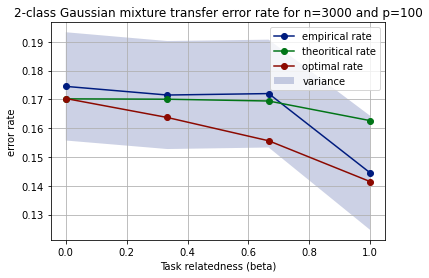 2-class Gaussian mixture transfer error rate for n=3000 and p=100
empirical rate
theoritical rate
optimal rate
variance
error rate
0.19
0.18
0.17
0.16
0.15
0.14
0.13
0.0
0.2
0.4
0.6
0.8
1.0
Task relatedness (beta)